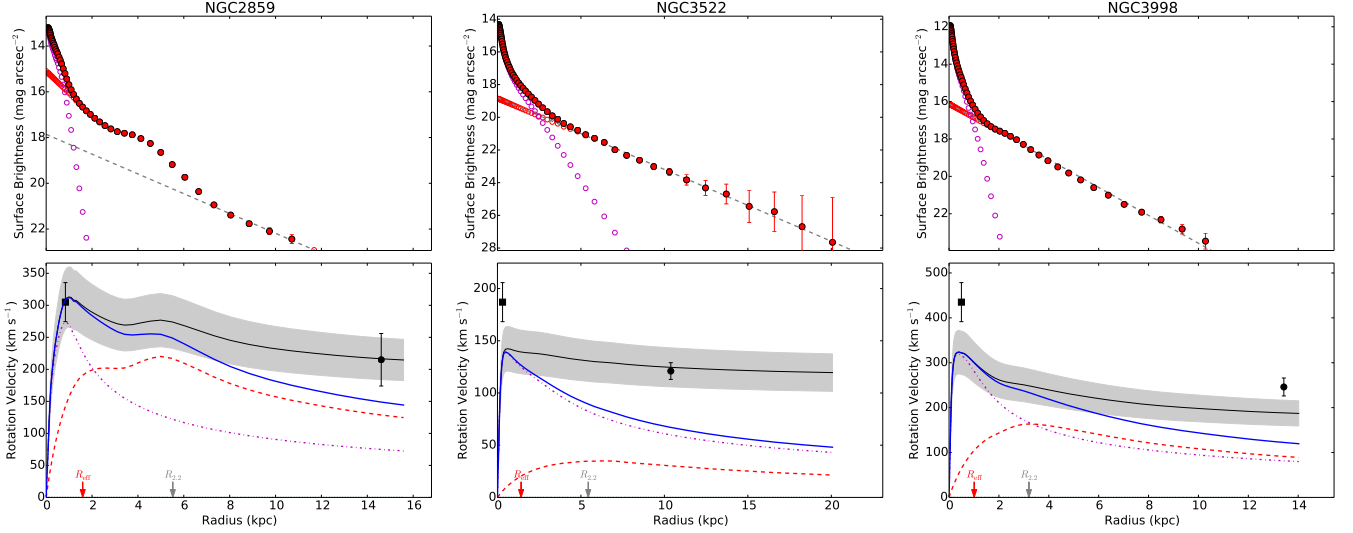 NGC2859
NGC3522
NGC3998
Surface Brightness (mag arcsec⁻²)
14
16
18
20
22
Surface Brightness (mag arcsec⁻²)
14
16
18
20
22
24
26
28
Surface Brightness (mag arcsec⁻²)
12
14
16
18
20
22
Rotation Velocity (km s⁻¹)
350
300
250
200
150
100
50
0
R_eff
R_2.2
0 2 4 6 8 10 12 14 16
Radius (kpc)
Rotation Velocity (km s⁻¹)
200
150
100
50
0
R_eff
R_2.2
0 5 10 15 20
Radius (kpc)
Rotation Velocity (km s⁻¹)
500
400
300
200
100
0
R_eff
R_2.2
0 2 4 6 8 10 12 14
Radius (kpc)